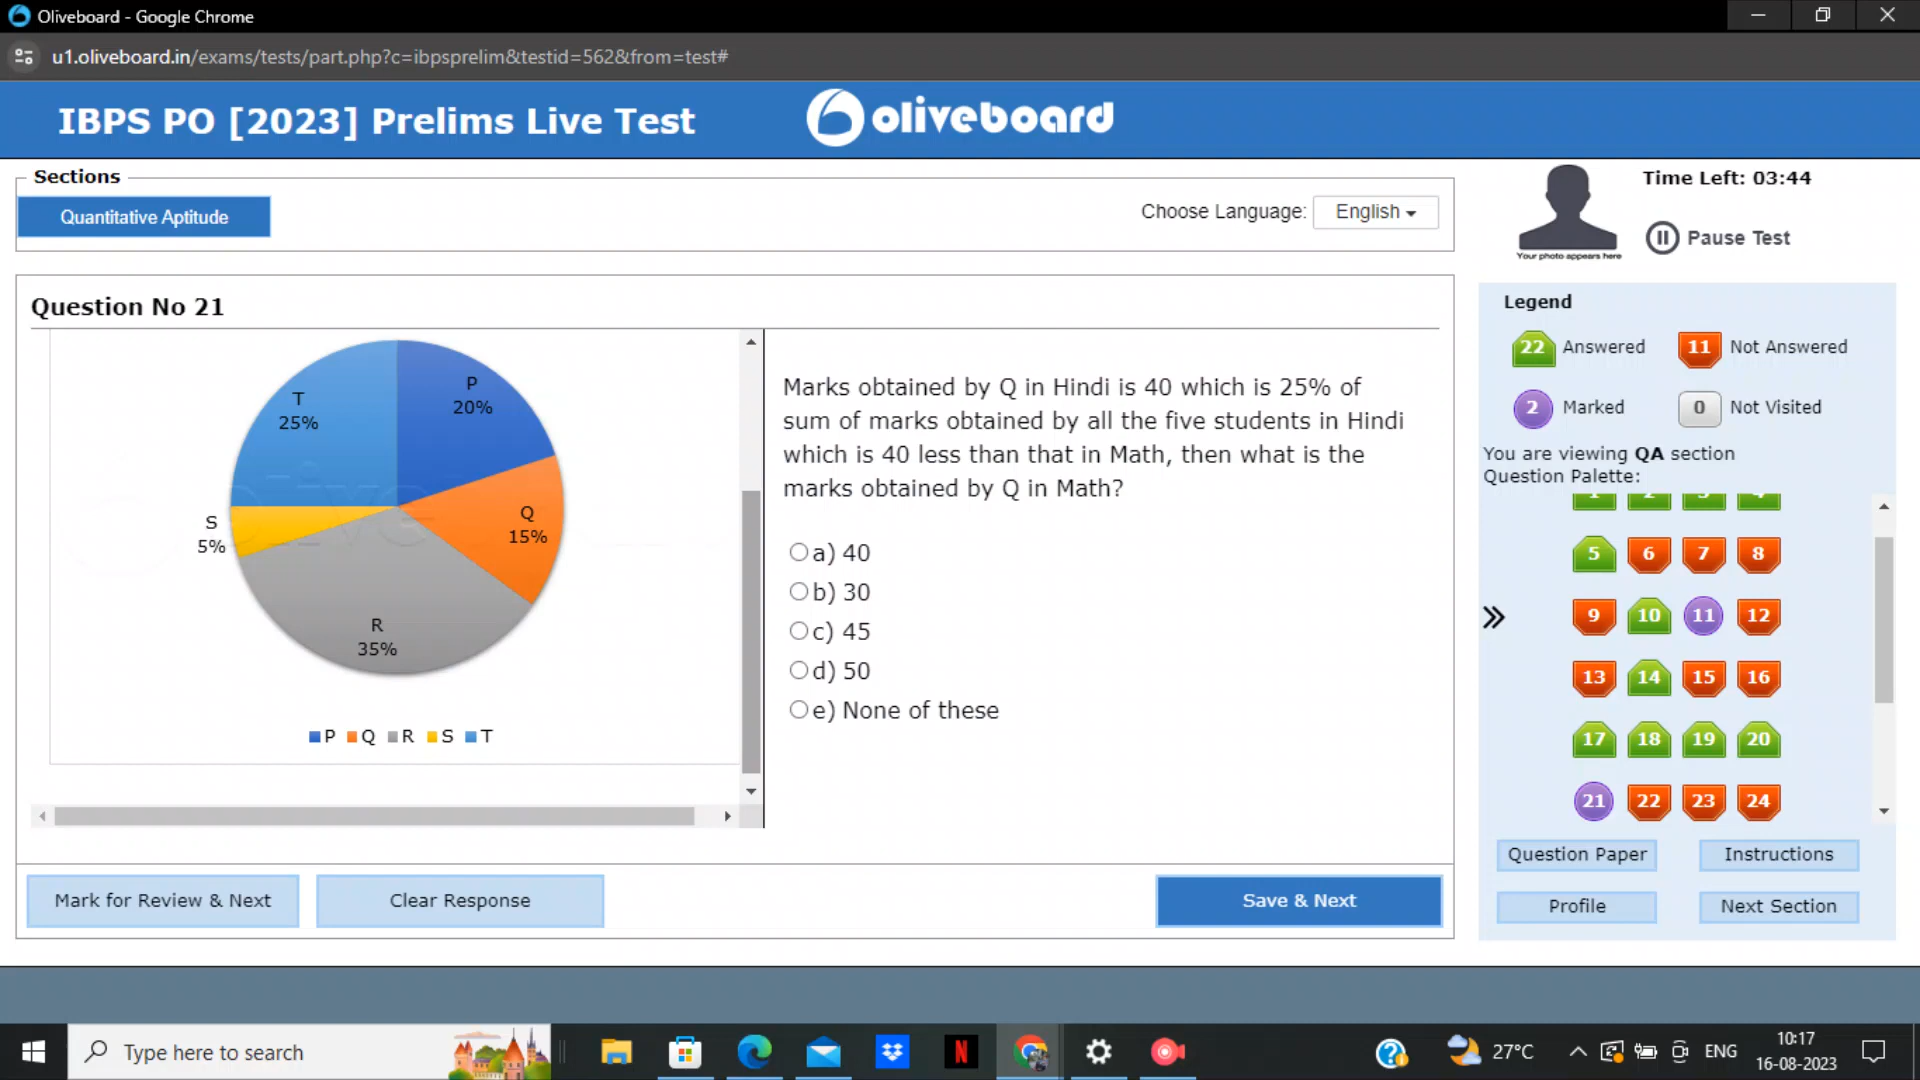 Oliveboard - Google Chrome
u1.oliveboard.in/exams/tests/part.php?c=ibpsprelim&testid=562&from=test#
IBPS PO [2023] Prelims Live Test
oliveboard
Sections
Quantitative Aptitude
Choose Language: English
Your photo appears here
Time Left: 03:44
Pause Test
Question No 21
T
25%
P
20%
Q
15%
S
5%
R
35%
P Q R S T
Marks obtained by Q in Hindi is 40 which is 25% of
sum of marks obtained by all the five students in Hindi
which is 40 less than that in Math, then what is the
marks obtained by Q in Math?
a) 40
b) 30
c) 45
d) 50
e) None of these
Mark for Review & Next
Clear Response
Save & Next
Legend
22 Answered 11 Not Answered
2 Marked 0 Not Visited
You are viewing QA section
Question Palette:
1 2 3 4
5 6 7 8
9 10 11 12
13 14 15 16
17 18 19 20
21 22 23 24
Question Paper Instructions
Profile Next Section
Type here to search
27°C
ENG
10:17
16-08-2023